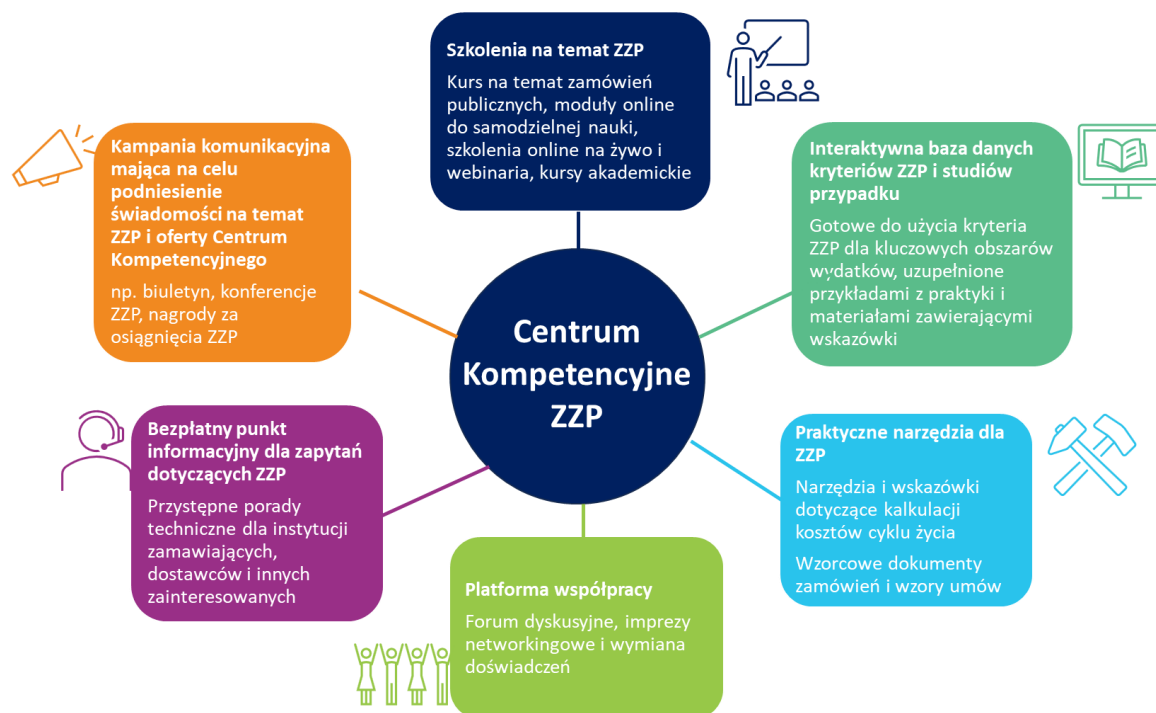 Szkolenia na temat ZZP
Kurs na temat zamówień
publicznych, moduły online
do samodzielnej nauki,
szkolenia online na żywo i
webinaria, kursy akademickie
Kampania komunikacyjna
mająca na celu
podniesienie
świadomości na temat
ZZP i oferty Centrum
Kompetencyjnego
np. biuletyn, konferencje
ZZP, nagrody za
osiągnięcia ZZP
Interaktywna baza danych
kryteriów ZZP i studiów
przypadku
Gotowe do użycia kryteria
ZZP dla kluczowych obszarów
wydatków, uzupełnione
przykładami z praktyki i
materiałami zawierającymi
wskazówki
Centrum
Kompetencyjne
ZZP
Bezpłatny punkt
informacyjny dla zapytań
dotyczących ZZP
Przystępne porady
techniczne dla instytucji
zamawiających,
dostawców i innych
zainteresowanych
Praktyczne narzędzia dla
ZZP
Narzędzia i wskazówki
dotyczące kalkulacji
kosztów cyklu życia
Wzorcowe dokumenty
zamówień i wzory umów
Platforma współpracy
Forum dyskusyjne, imprezy
networkingowe i wymiana
doświadczeń